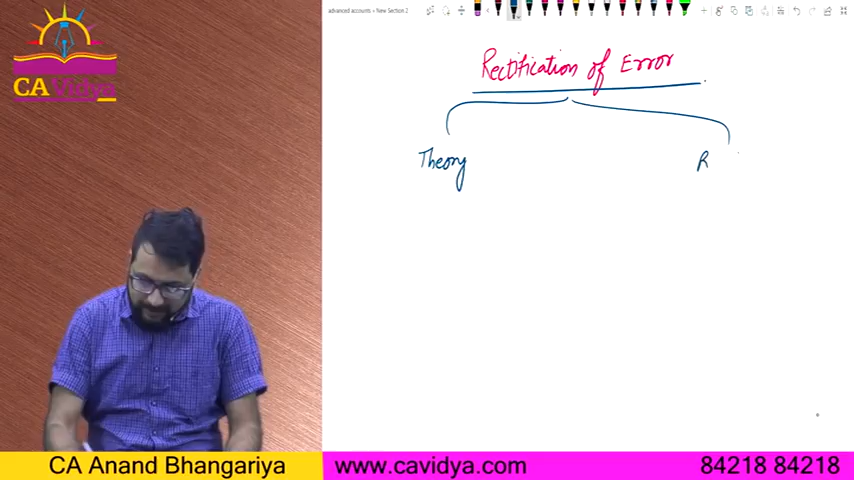 advanced accounts » New Section 2
Rectification of Error
CA Vidya
Theory
R
CA Anand Bhangariya
www.cavidya.com
84218 84218